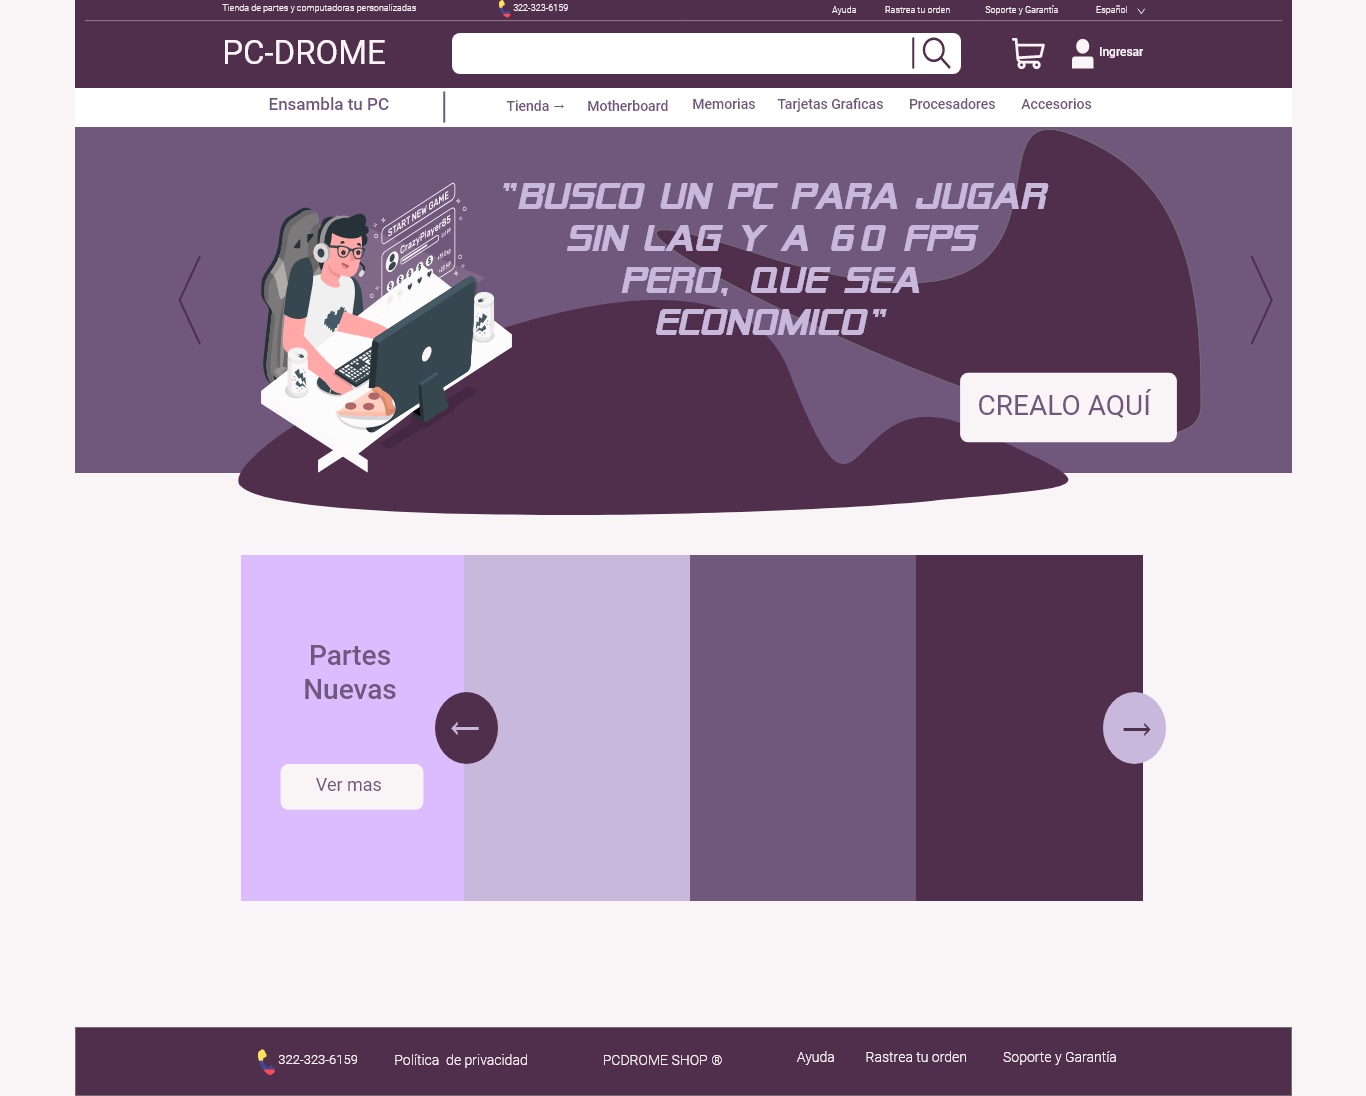 Tienda de partes y computadoras personalizadas
322-323-6159
Ayuda
Rastrea tu orden
Soporte y Garantía
Español
PC-DROME
Ingresar
Ensambla tu PC
Tienda →
Motherboard
Memorias
Tarjetas Graficas
Procesadores
Accesorios
"BUSCO UN PC PARA JUGAR
SIN LAG Y A 60 FPS
PERO, QUE SEA
ECONOMICO"
START NEW GAME
CrazyPlayer85
CREALO AQUÍ
Partes
Nuevas
Ver mas
322-323-6159
Política de privacidad
PCDROME SHOP ®
Ayuda
Rastrea tu orden
Soporte y Garantía